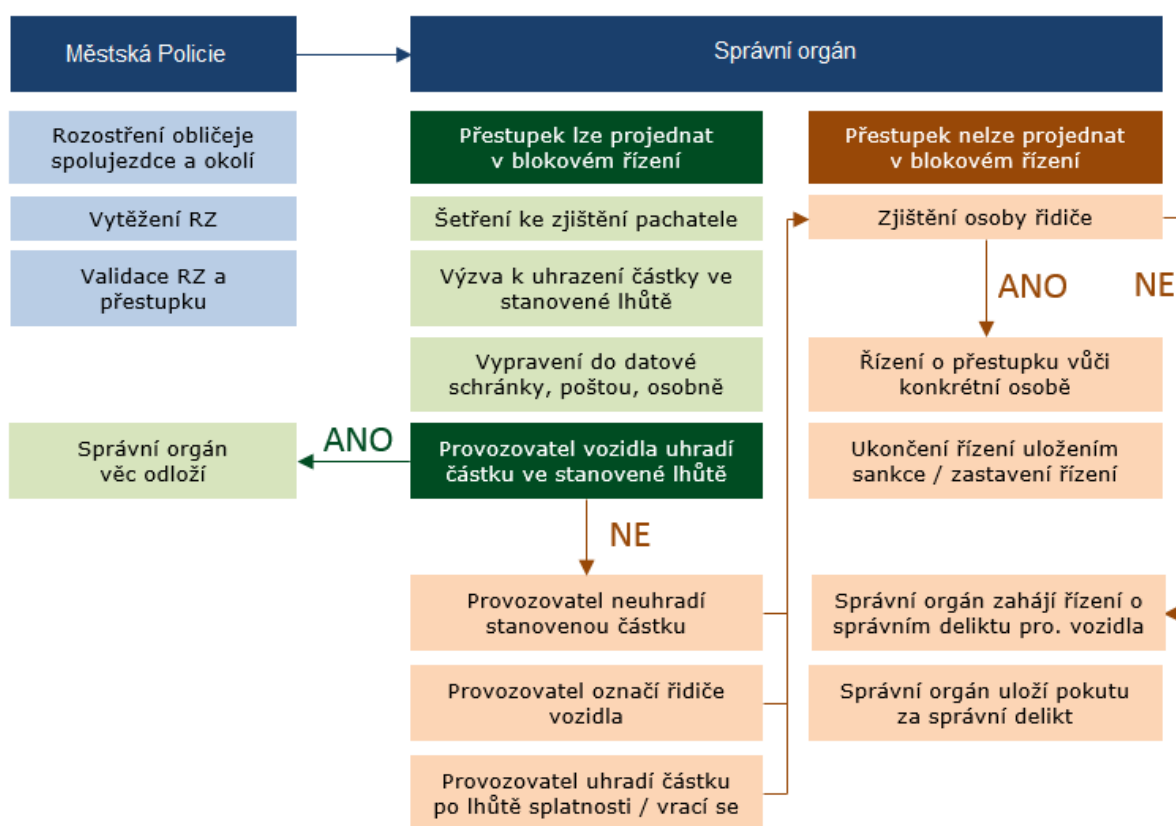 Městská Policie
Správní orgán
Rozostření obličeje
spolujezdce a okolí
Vytěžení RZ
Validace RZ a
přestupku
Správní orgán
věc odloží
ANO
Přestupek lze projednat
v blokovém řízení
Šetření ke zjištění pachatele
Výzva k uhrazení částky ve
stanovené lhůtě
Vypravení do datové
schránky, poštou, osobně
Provozovatel vozidla uhradí
částku ve stanovené lhůtě
NE
Provozovatel neuhradí
stanovenou částku
Provozovatel označí řidiče
vozidla
Provozovatel uhradí částku
po lhůtě splatnosti / vrací se
Přestupek nelze projednat
v blokovém řízení
Zjištění osoby řidiče
ANO
NE
Řízení o přestupku vůči
konkrétní osobě
Ukončení řízení uložením
sankce / zastavení řízení
Správní orgán zahájí řízení o
správním deliktu pro. vozidla
Správní orgán uloží pokutu
za správní delikt